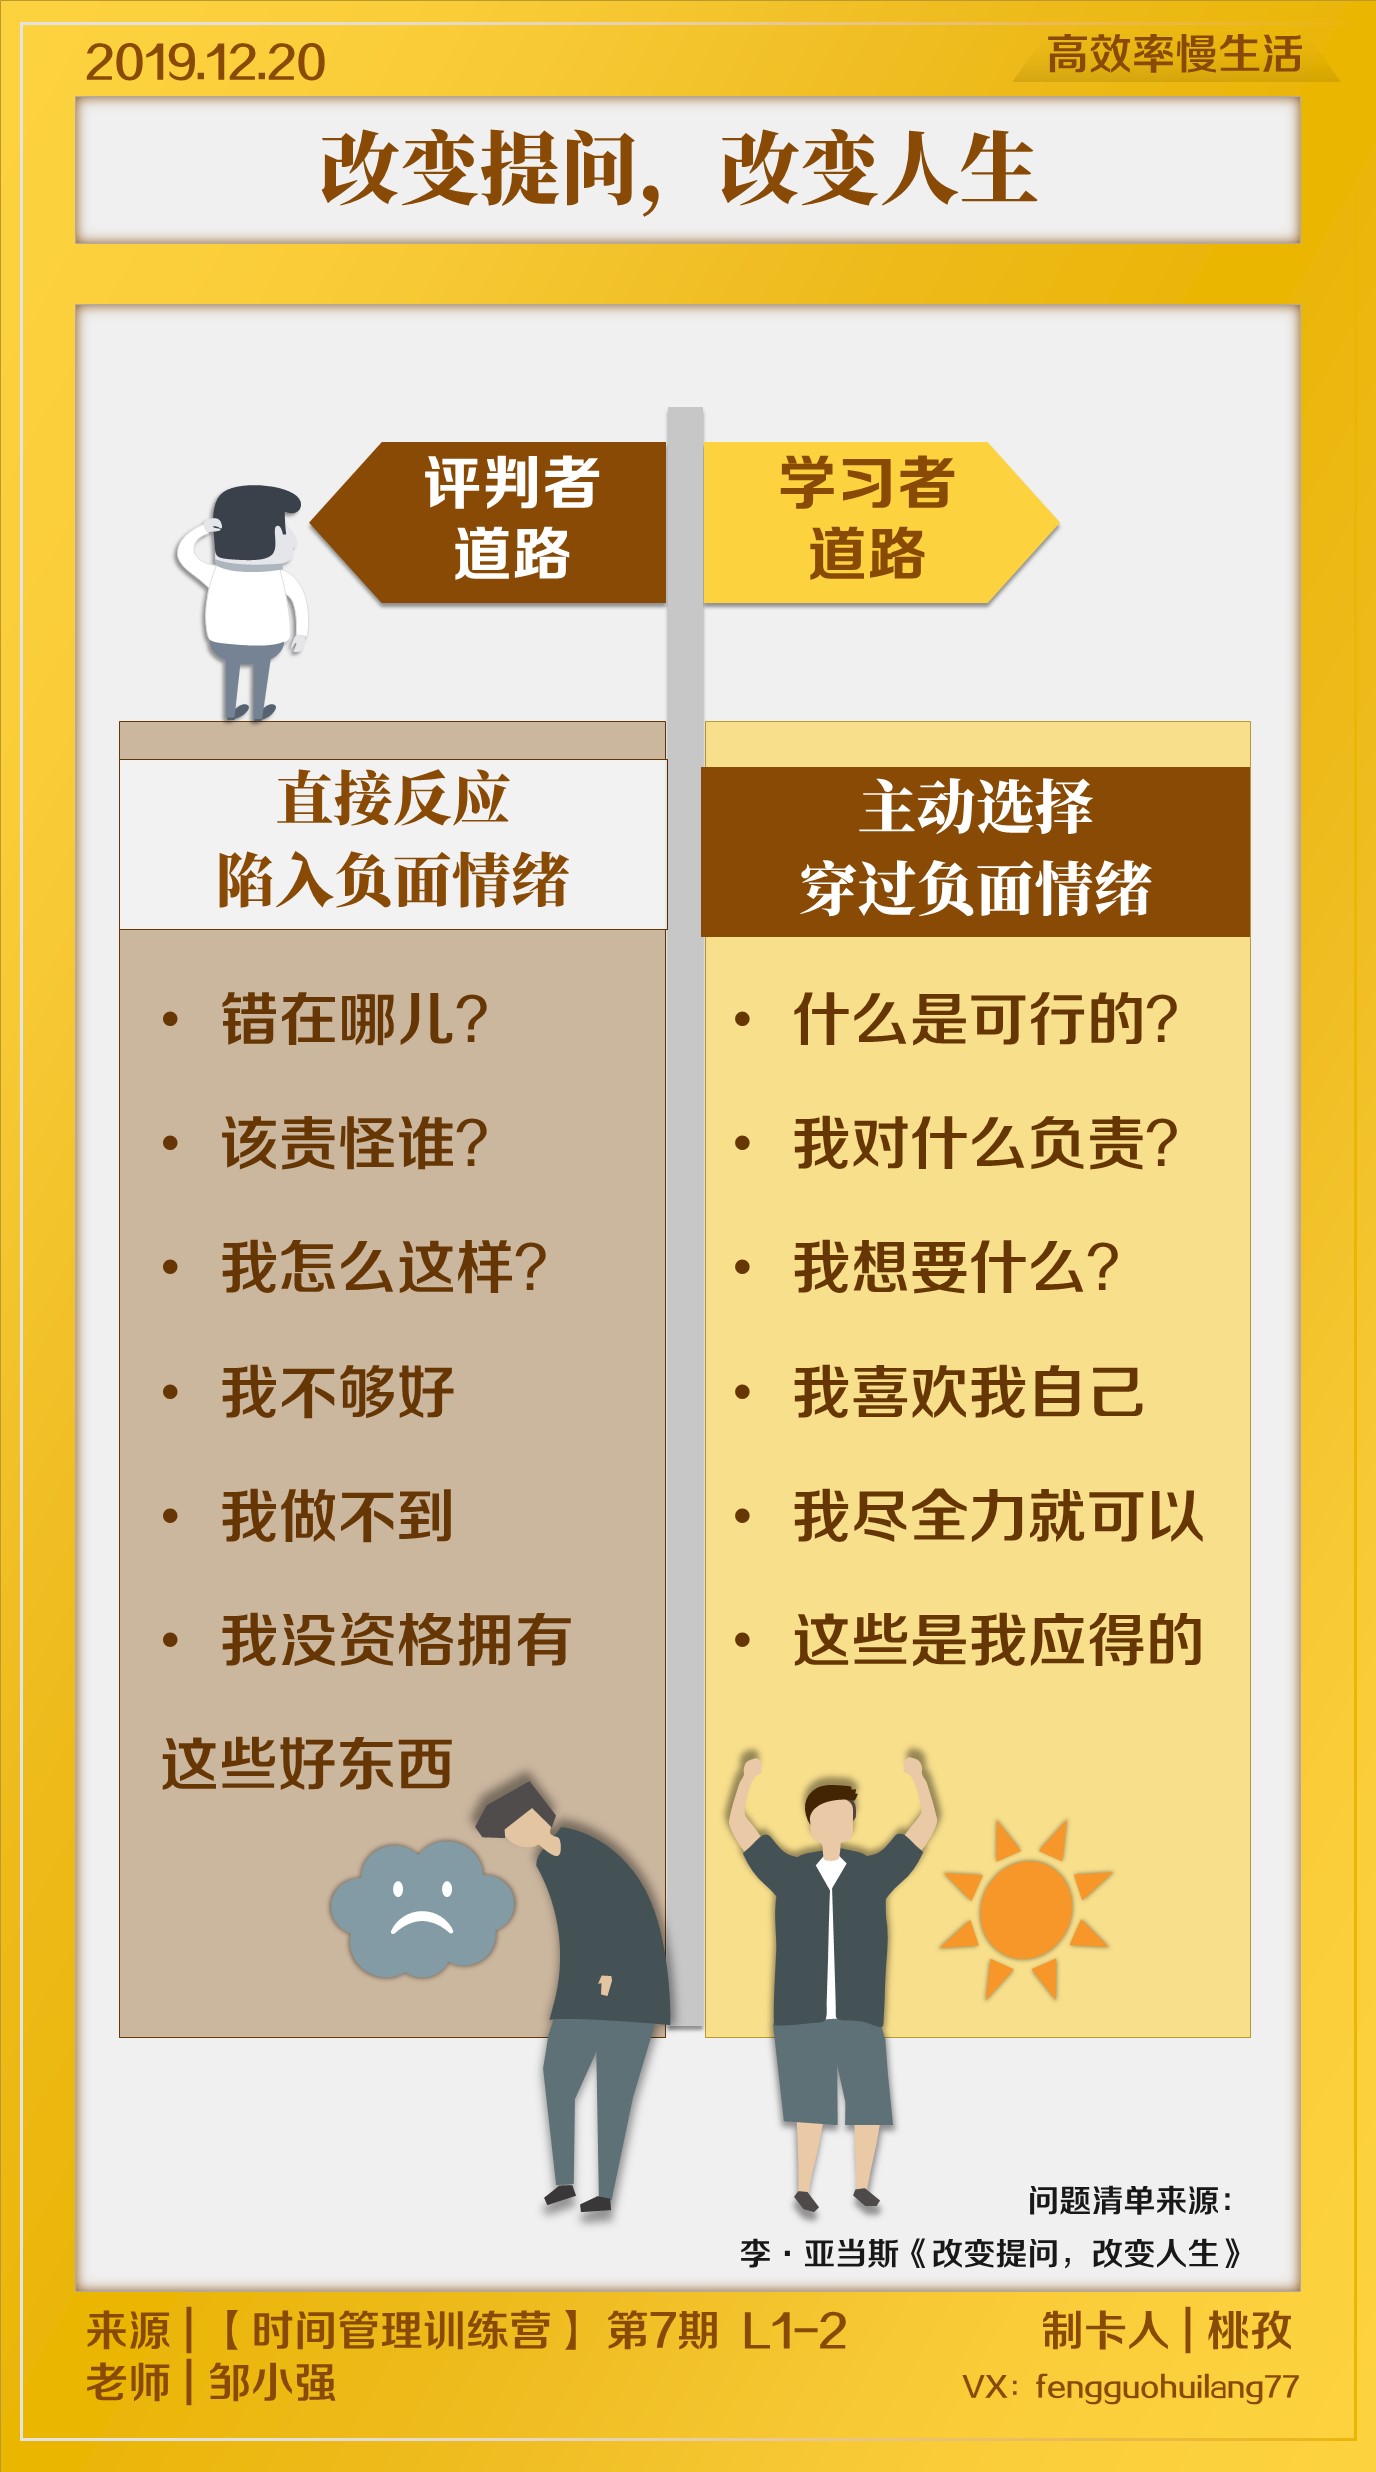 2019.12.20
高效率慢生活
改变提问，改变人生
评判者
道路
学习者
道路
直接反应
陷入负面情绪
• 错在哪儿？
• 该责怪谁？
• 我怎么这样？
• 我不够好
• 我做不到
• 我没资格拥有
这些好东西
主动选择
穿过负面情绪
• 什么是可行的？
• 我对什么负责？
• 我想要什么？
• 我喜欢我自己
• 我尽全力就可以
• 这些是我应得的
问题清单来源：
李·亚当斯《改变提问，改变人生》
来源|【时间管理训练营】第7期 L1-2
老师|邹小强
制卡人|桃孜
VX：fengguohuilang77